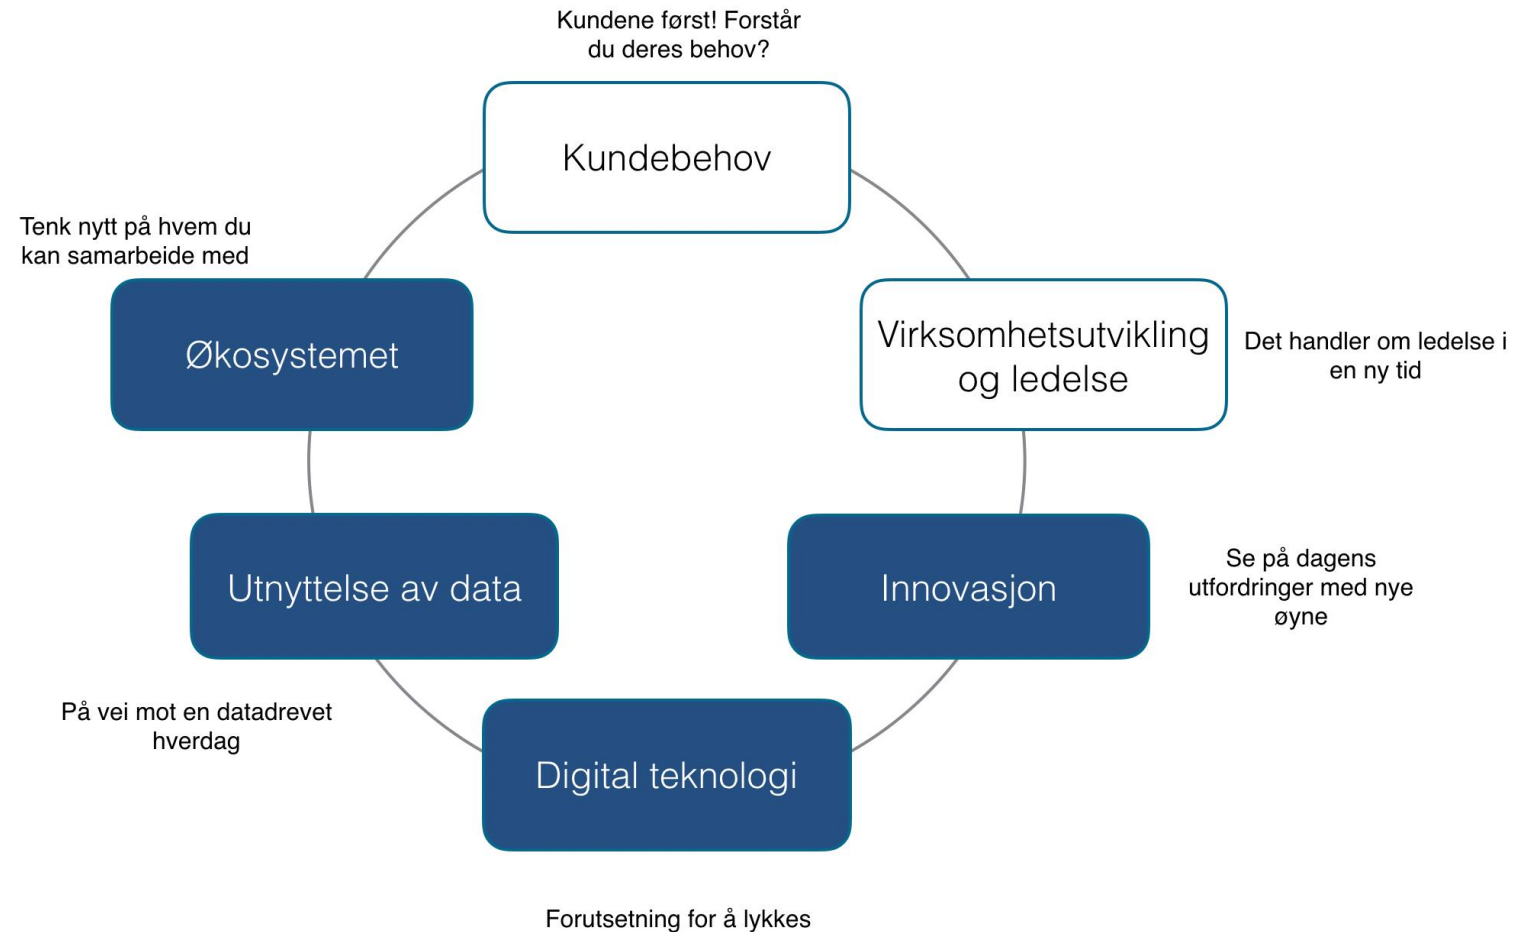 Kundene først! Forstår
du deres behov?
Kundebehov
Tenk nytt på hvem du
kan samarbeide med
Økosystemet
Virksomhetsutvikling
og ledelse
Det handler om ledelse i
en ny tid
Utnyttelse av data
Innovasjon
Se på dagens
utfordringer med nye
øyne
På vei mot en datadrevet
hverdag
Digital teknologi
Forutsetning for å lykkes